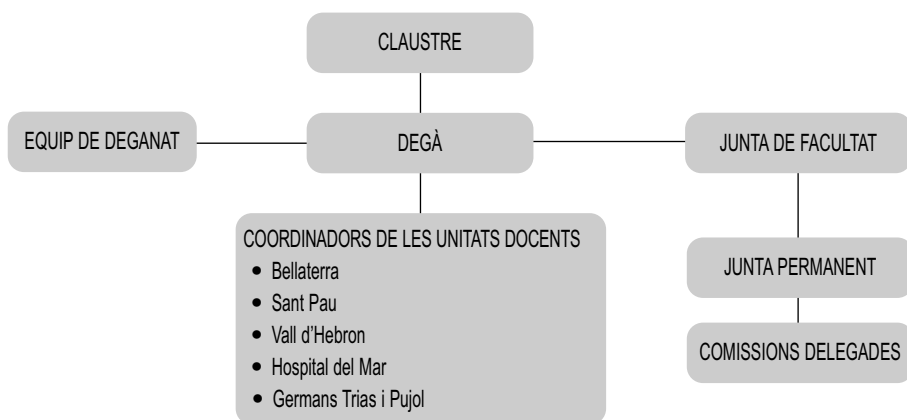 CLAUSTRE
EQUIP DE DEGANAT
DEGÀ
JUNTA DE FACULTAT
COORDINADORS DE LES UNITATS DOCENTS
• Bellaterra
• Sant Pau
• Vall d'Hebron
• Hospital del Mar
• Germans Trias i Pujol
JUNTA PERMANENT
COMISSIONS DELEGADES